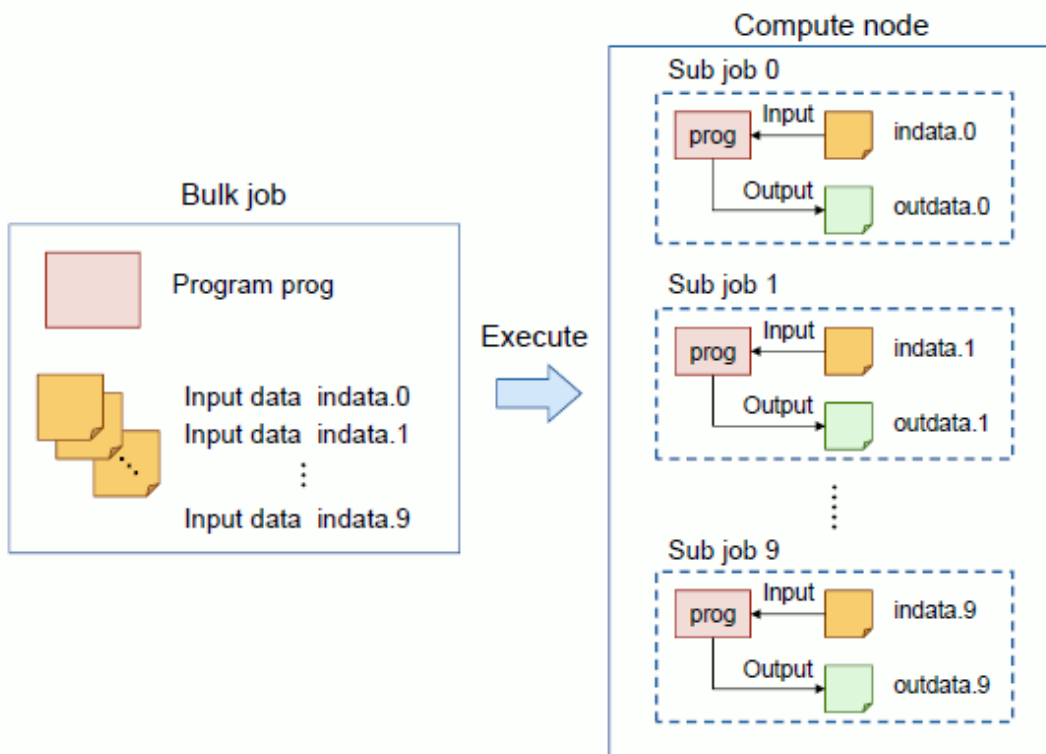 Bulk job
Program prog
Input data indata.0
Input data indata.1
Input data indata.9
Execute
Compute node
Sub job 0
prog
Input
indata.0
Output
outdata.0
Sub job 1
prog
Input
indata.1
Output
outdata.1
Sub job 9
prog
Input
indata.9
Output
outdata.9